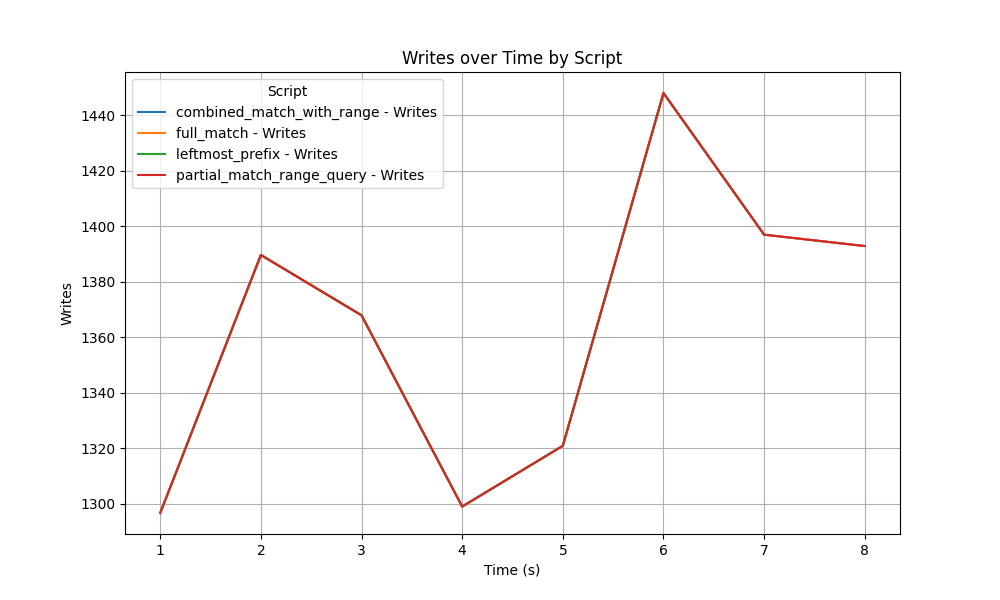 Writes over Time by Script
Script
combined_match_with_range - Writes
full_match - Writes
leftmost_prefix - Writes
partial_match_range_query - Writes
1440
1420
1400
1380
1360
1340
1320
1300
Writes
1 2 3 4 5 6 7 8
Time (s)